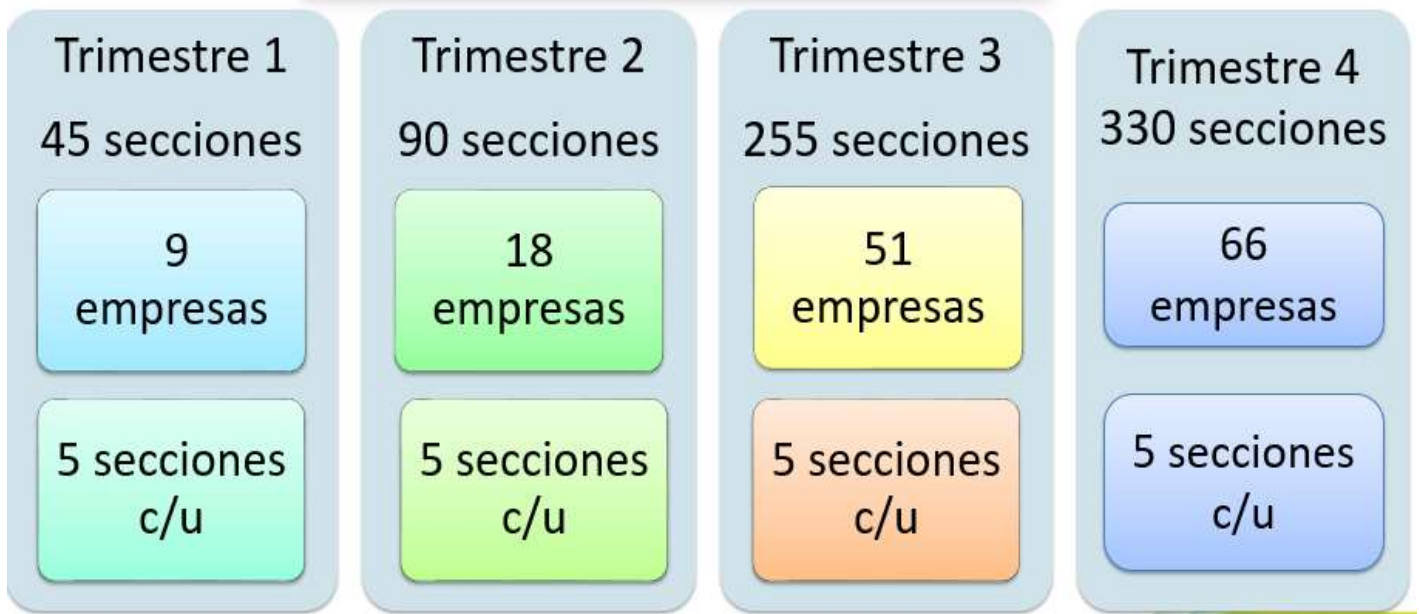 Trimestre 1
45 secciones
9
empresas
5 secciones
c/u
Trimestre 2
90 secciones
18
empresas
5 secciones
c/u
Trimestre 3
255 secciones
51
empresas
5 secciones
c/u
Trimestre 4
330 secciones
66
empresas
5 secciones
c/u